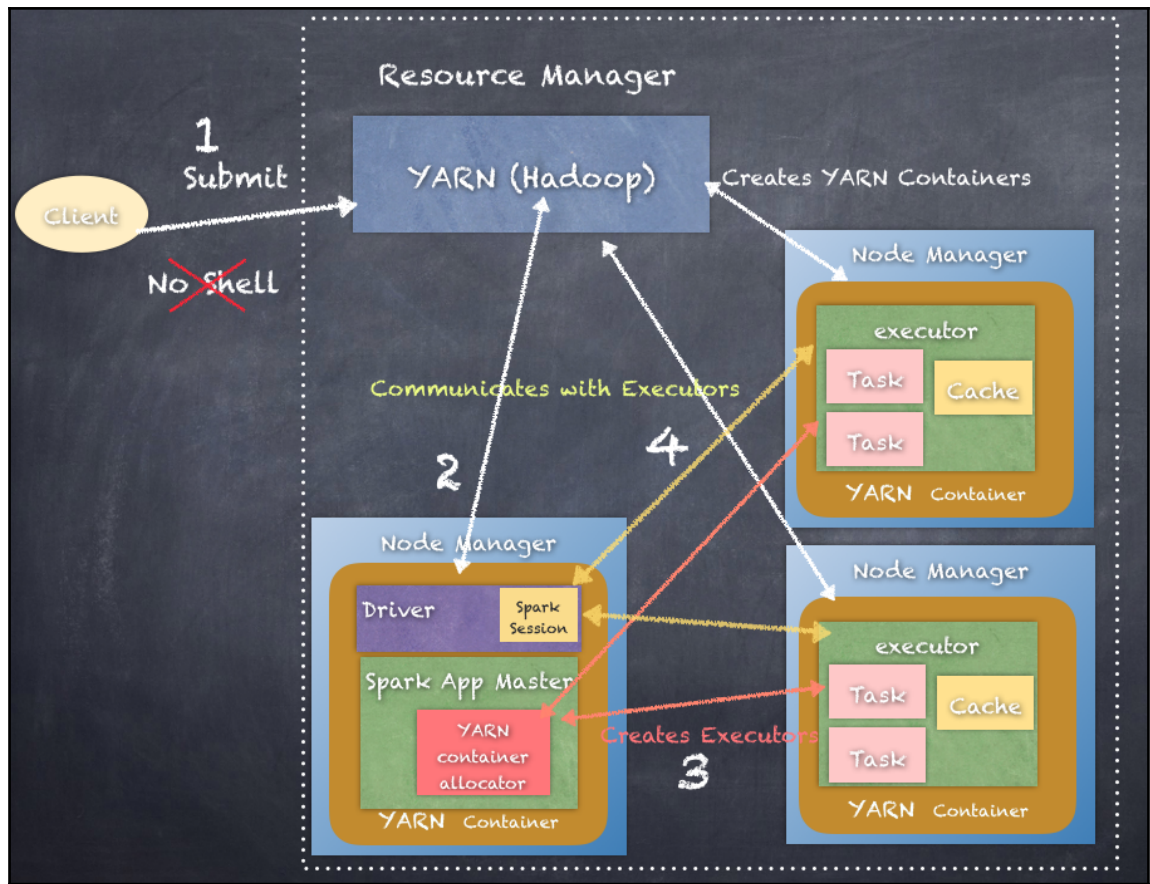 Resource Manager
1
Submit
YARN (Hadoop)
Creates YARN Containers
Client
No Shell
Node Manager
executor
Task
Cache
Task
YARN Container
Communicates with Executors
4
2
Node Manager
Driver
Spark
Session
Spark App Master
YARN
container
allocator
YARN Container
Creates Executors
3
Node Manager
executor
Task
Cache
Task
YARN Container